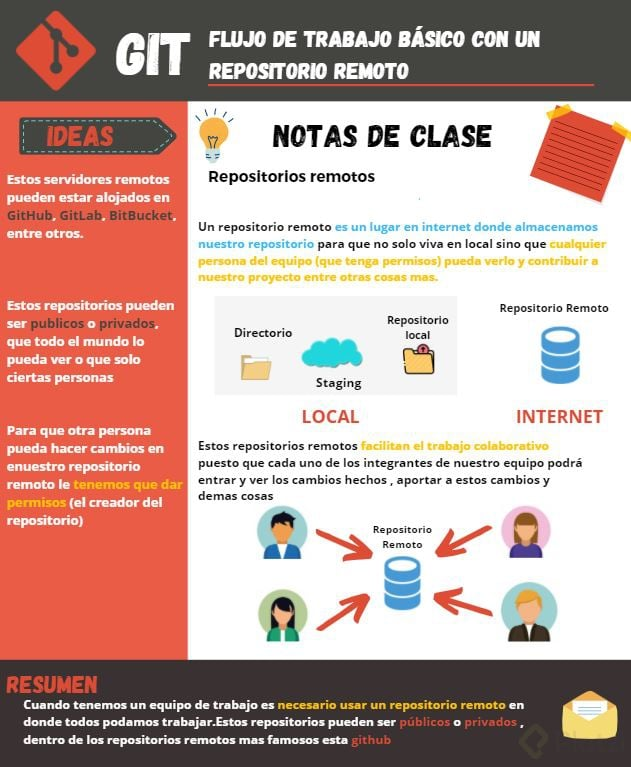 GIT
FLUJO DE TRABAJO BÁSICO CON UN
REPOSITORIO REMOTO
IDEAS
Estos servidores remotos
pueden estar alojados en
GitHub, GitLab, BitBucket,
entre otros.
Estos repositorios pueden
ser publicos o privados,
que todo el mundo lo
pueda ver o que solo
ciertas personas
Para que otra persona
pueda hacer cambios en
enuestro repositorio
remoto le tenemos que dar
permisos (el creador del
repositorio)
NOTAS DE CLASE
Repositorios remotos
Un repositorio remoto es un lugar en internet donde almacenamos
nuestro repositorio para que no solo viva en local sino que cualquier
persona del equipo (que tenga permisos) pueda verlo y contribuir a
nuestro proyecto entre otras cosas mas.
Directorio
Staging
Repositorio
local
Repositorio Remoto
LOCAL
INTERNET
Estos repositorios remotos facilitan el trabajo colaborativo
puesto que cada uno de los integrantes de nuestro equipo podrá
entrar y ver los cambios hechos , aportar a estos cambios y
demas cosas
Repositorio
Remoto
RESUMEN
Cuando tenemos un equipo de trabajo es necesario usar un repositorio remoto en
donde todos podamos trabajar.Estos repositorios pueden ser públicos o privados ,
dentro de los repositorios remotos mas famosos esta github